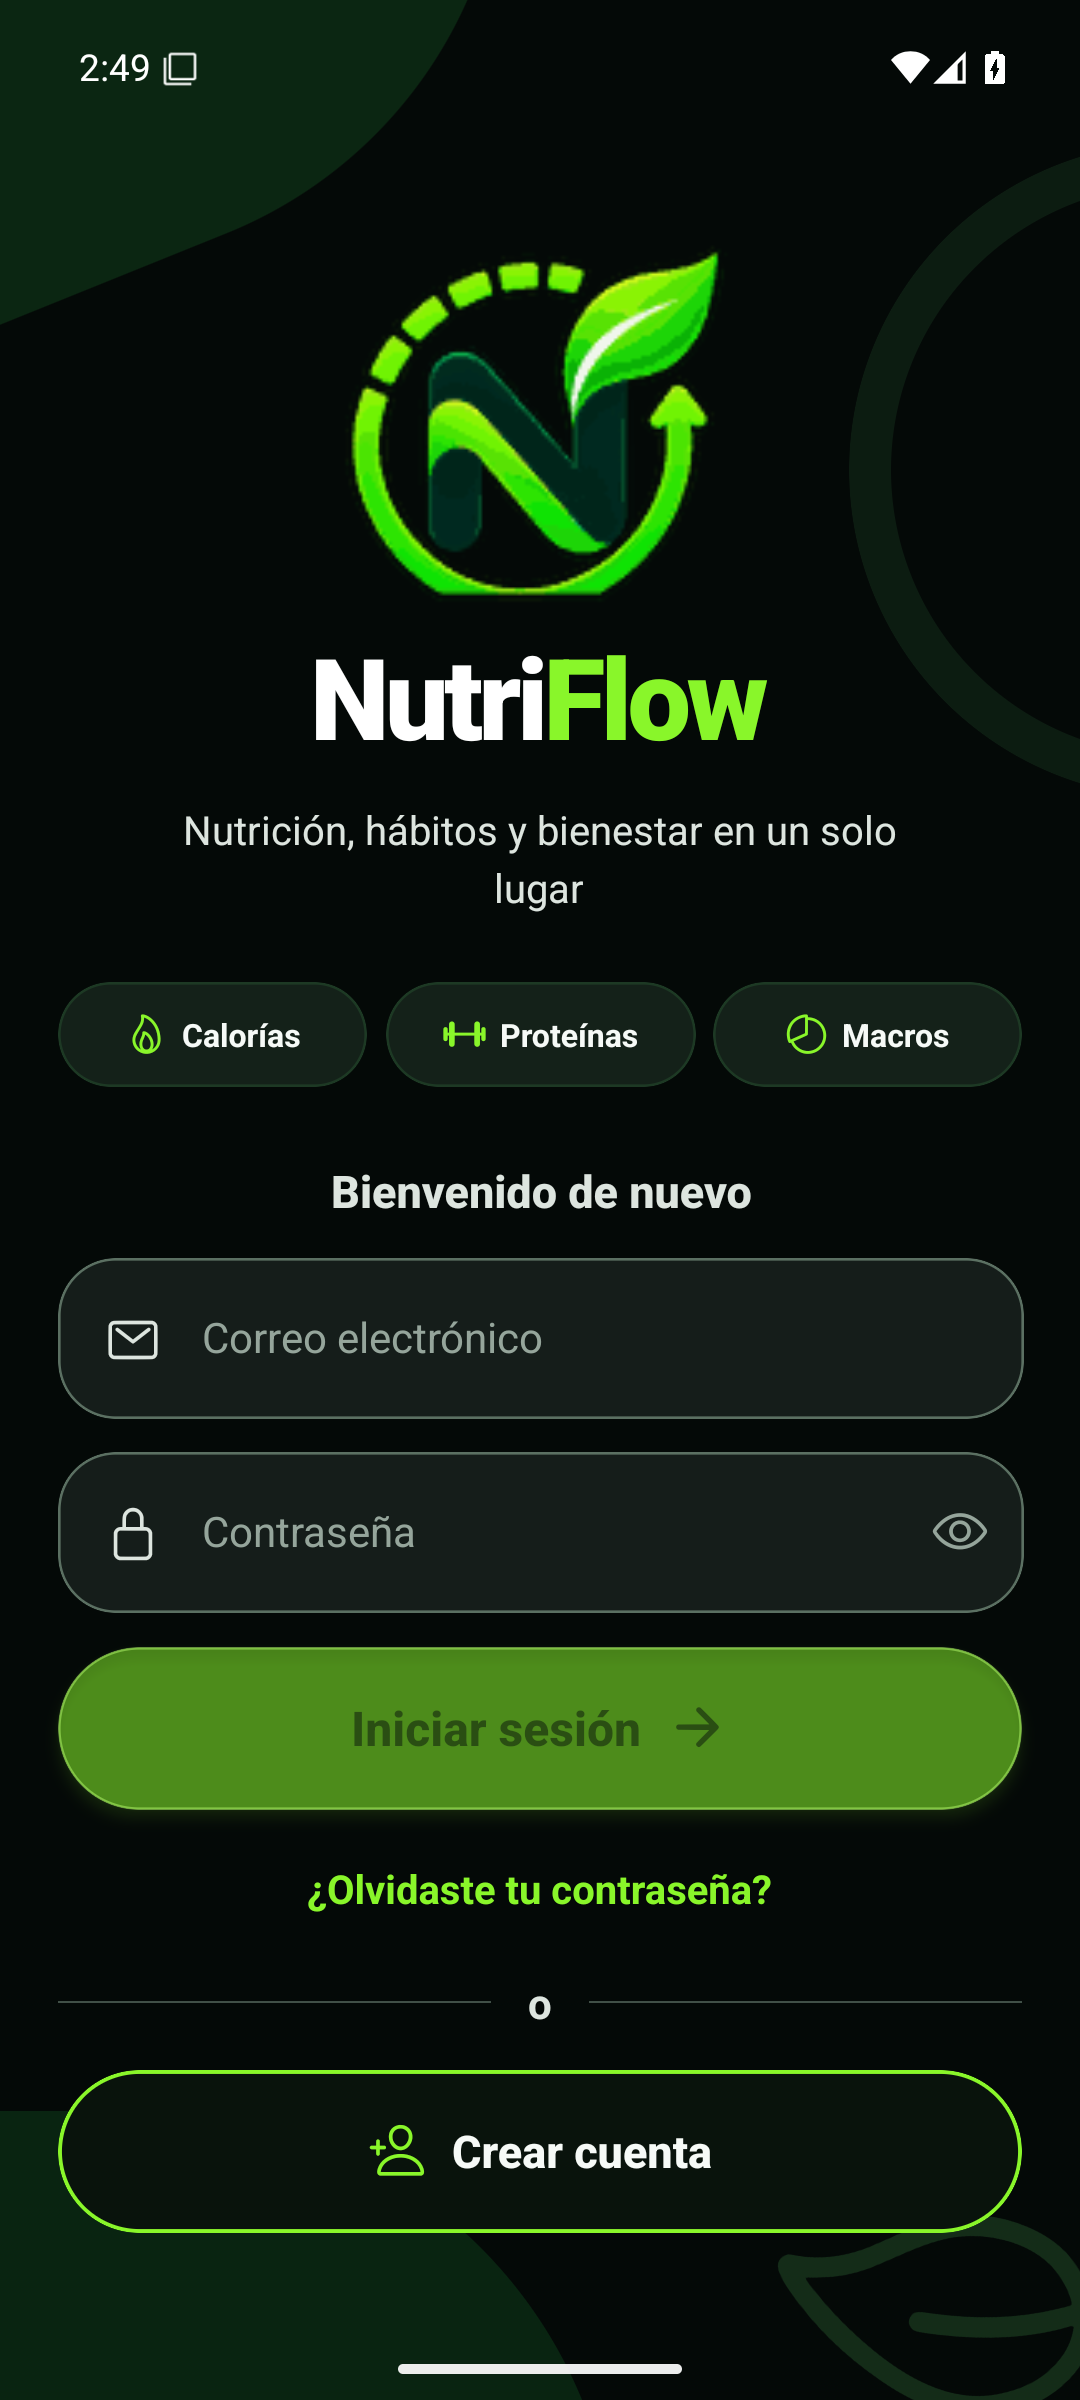 2:49
NutriFlow
Nutrición, hábitos y bienestar en un solo
lugar
Calorías
Proteínas
Macros
Bienvenido de nuevo
Correo electrónico
Contraseña
Iniciar sesión
¿Olvidaste tu contraseña?
o
Crear cuenta